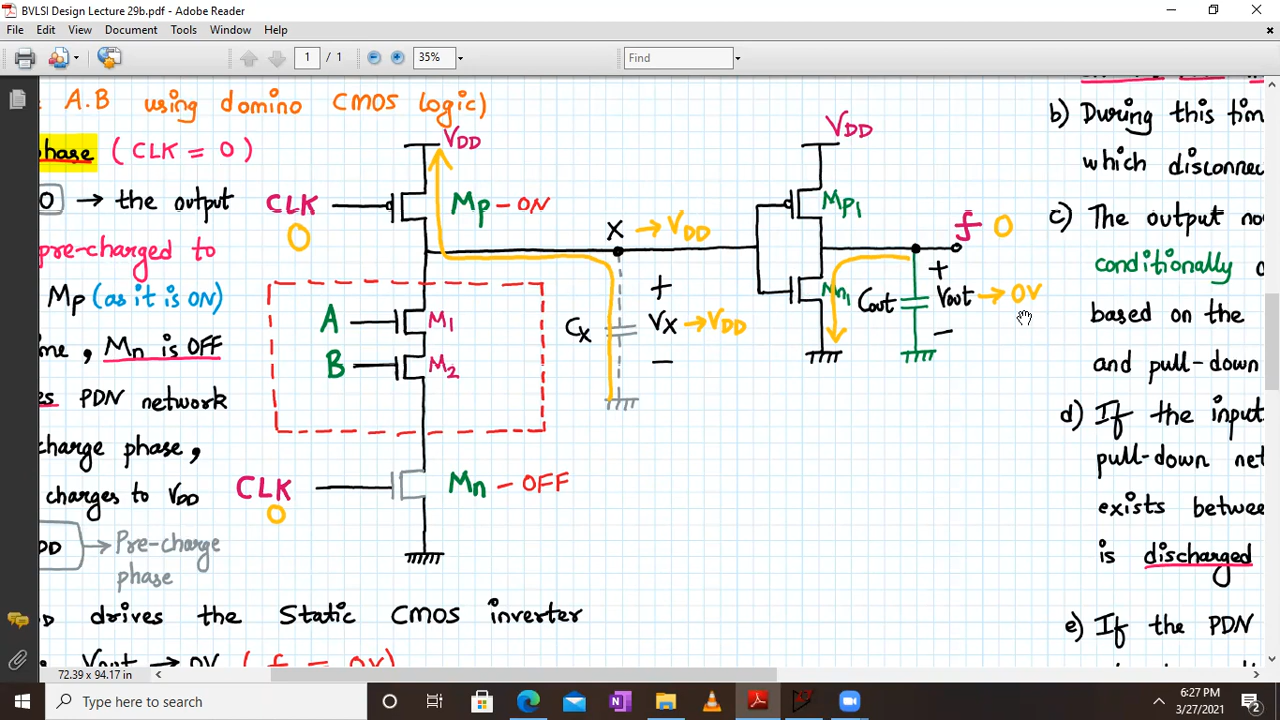 BVLSI Design Lecture 29b.pdf - Adobe Reader
File Edit View Document Tools Window Help
1 / 1 35% Find
A.B using domino CMOS logic)
phase (CLK = 0)
0 → the output
pre-charged to
Mp (as it is ON)
Mn is OFF
PDN network
charge phase,
charges to VDD
DD → Pre-charge
phase
drives the Static CMOS inverter
Vout → 0V (f = 0V)
VDD
CLK
0
Mp - ON
X → VDD
A
M1
B
M2
Cx
+
Vx → VDD
-
CLK
0
Mn - OFF
VDD
Mp1
Mn1
f 0
Cout
+
Vout → 0V
-
b) During this tim
which disconnec
c) The output no
conditionally
based on the
and pull-down
d) If the input
pull-down net
exists betwee
is discharged
e) If the PDN
72.39 x 94.17 in
Type here to search
6:27 PM
3/27/2021
2